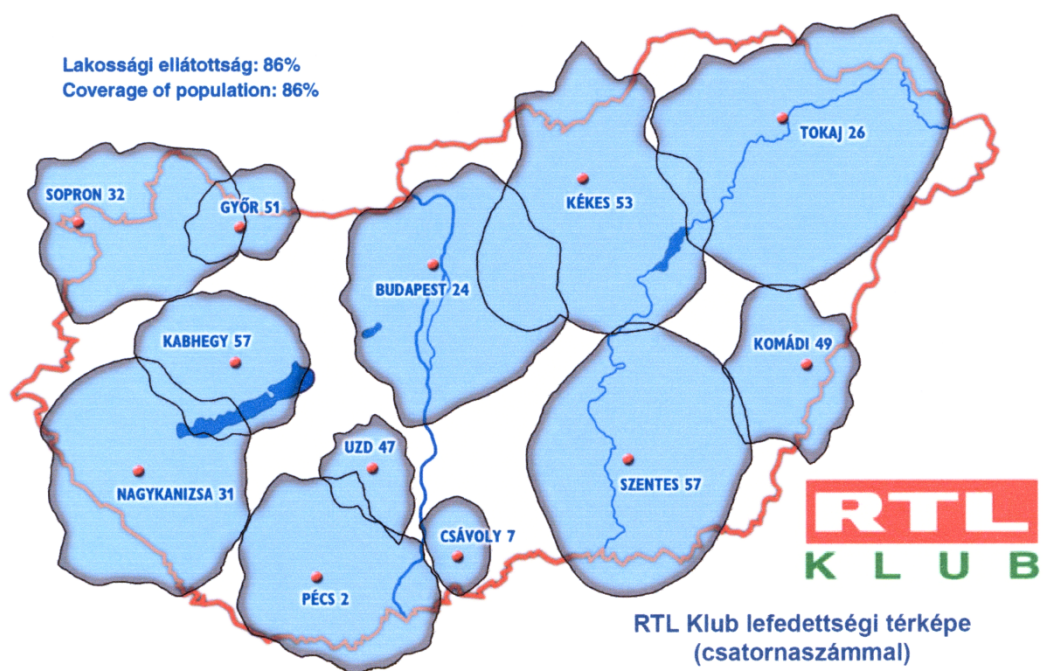 Lakossági ellátottság: 86%
Coverage of population: 86%
TOKAJ 26
SOPRON 32
KÉKES 53
GYŐR 51
BUDAPEST 24
KABHEGY 57
KOMÁDI 49
UZD 47
SZENTES 57
NAGYKANIZSA 31
CSÁVOLY 7
PÉCS 2
RTL
KLUB
RTL Klub lefedettségi térképe
(csatornaszámmal)